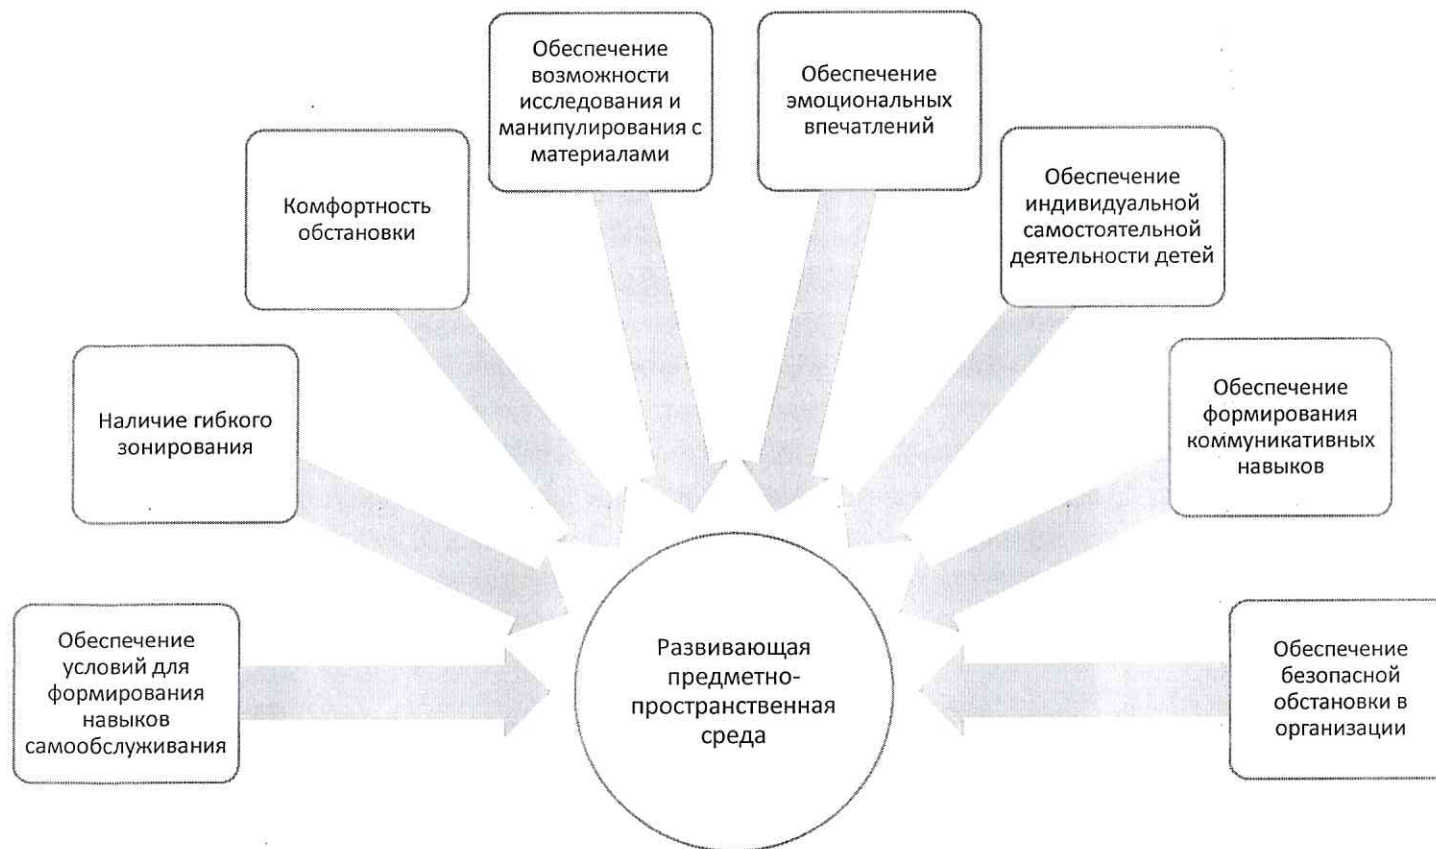 Обеспечение
возможности
исследования и
манипулирования с
материалами
Обеспечение
эмоциональных
впечатлений
Комфортность
обстановки
Обеспечение
индивидуальной
самостоятельной
деятельности детей
Наличие гибкого
зонирования
Обеспечение
формирования
коммуникативных
навыков
Обеспечение
условий для
формирования
навыков
самообслуживания
Развивающая
предметно-
пространственная
среда
Обеспечение
безопасной
обстановки в
организации